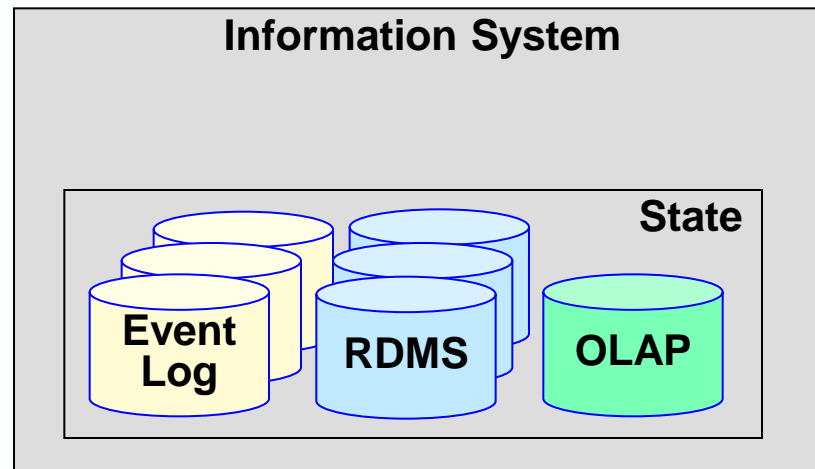 Information System
State
Event
Log
RDMS
OLAP